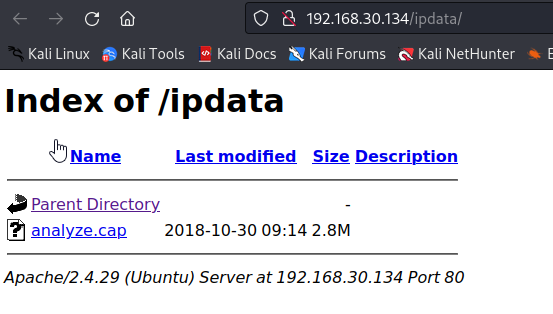 192.168.30.134/ipdata/
Kali Linux Kali Tools Kali Docs Kali Forums Kali NetHunter
Index of /ipdata
Name Last modified Size Description
Parent Directory -
analyze.cap 2018-10-30 09:14 2.8M
Apache/2.4.29 (Ubuntu) Server at 192.168.30.134 Port 80